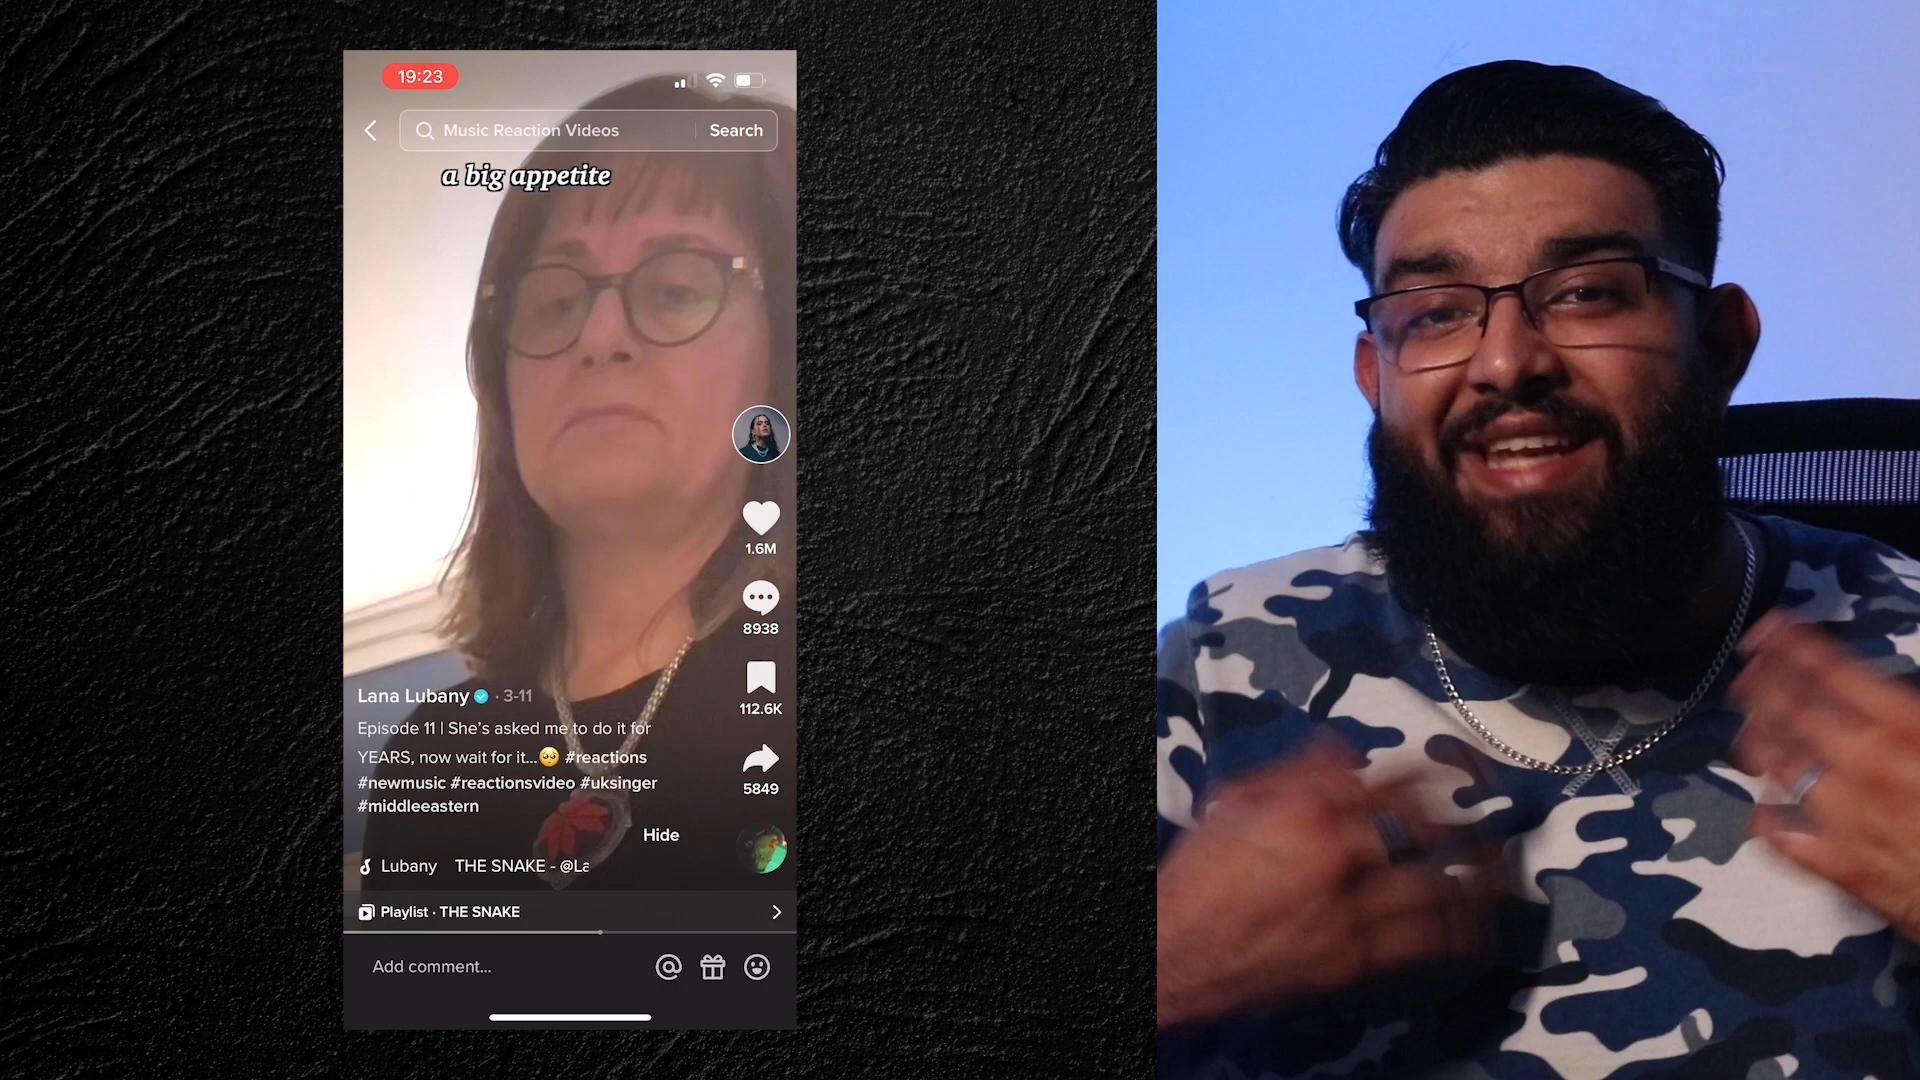 19:23
Music Reaction Videos
Search
a big appetite
1.6M
8938
112.6K
5849
Lana Lubany · 3-11
Episode 11 | She's asked me to do it for
YEARS, now wait for it...🥺 #reactions
#newmusic #reactionsvideo #uksinger
#middleeastern
Hide
Lubany THE SNAKE - @La
Playlist · THE SNAKE
Add comment...